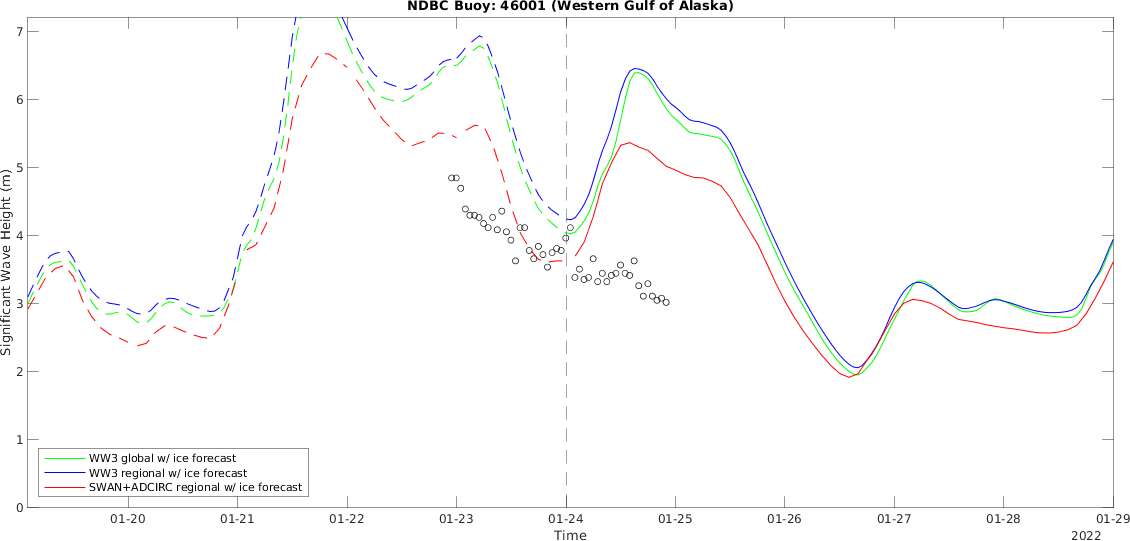 NDBC Buoy: 46001 (Western Gulf of Alaska)
Significant Wave Height (m)
7
6
5
4
3
2
1
0
WW3 global w/ ice forecast
WW3 regional w/ ice forecast
SWAN+ADCIRC regional w/ ice forecast
01-20 01-21 01-22 01-23 01-24 01-25 01-26 01-27 01-28 01-29
Time
2022